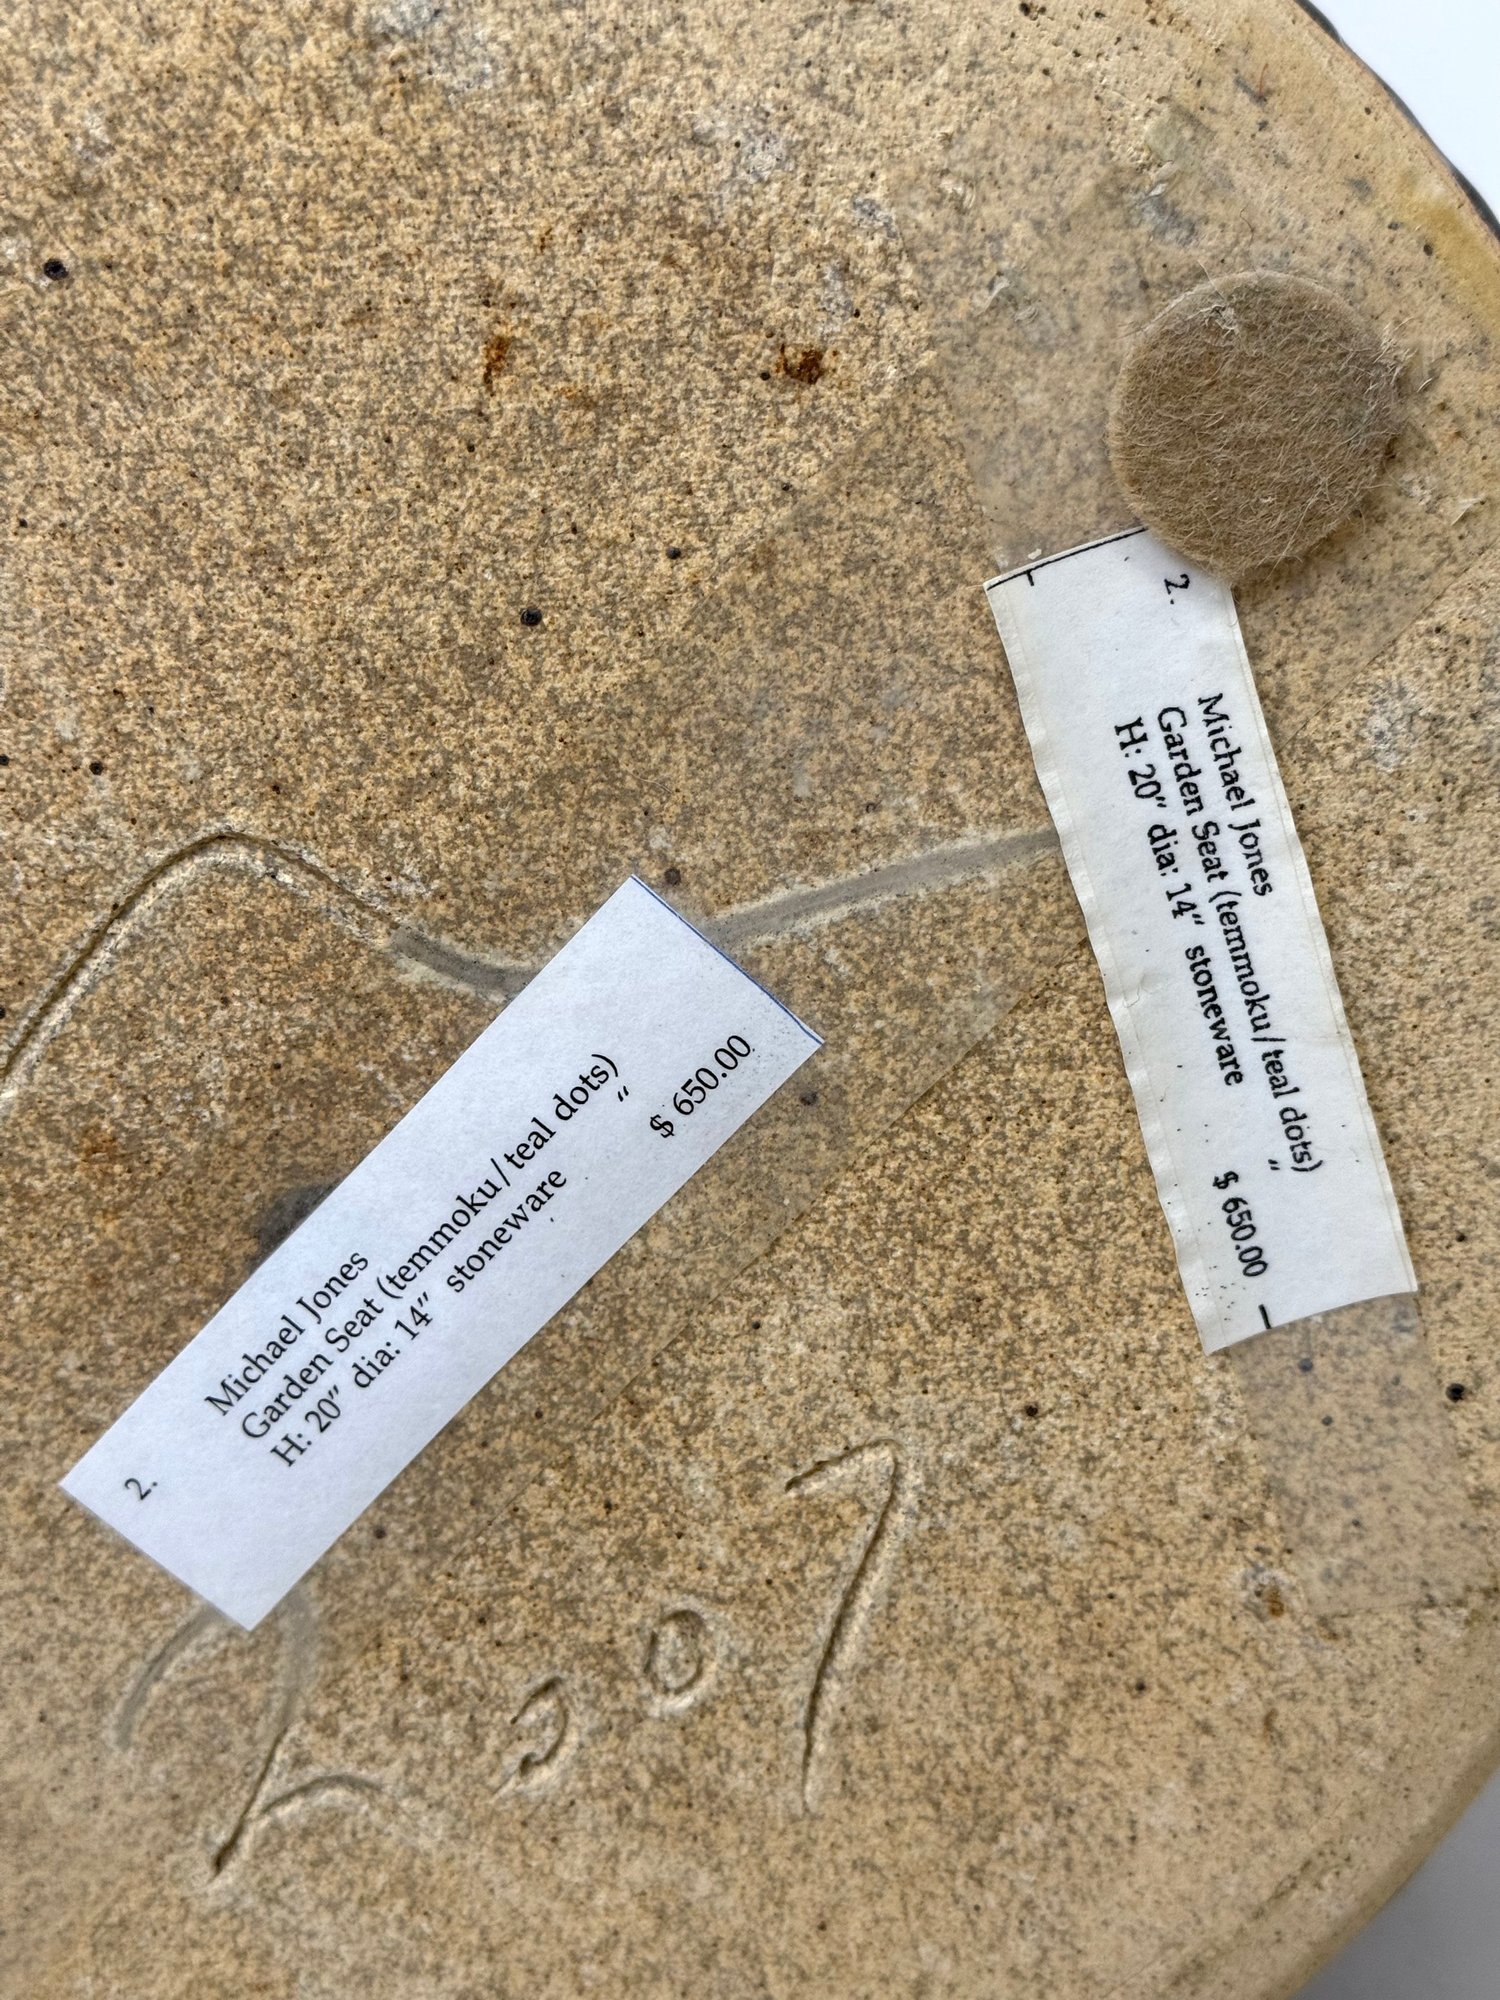 2.
Michael Jones
Garden Seat (temmoku/teal dots)
H: 20" dia: 14" stoneware "
$ 650.00
2.
Michael Jones
Garden Seat (temmoku/teal dots)
H: 20" dia: 14" stoneware "
$ 650.00
2007